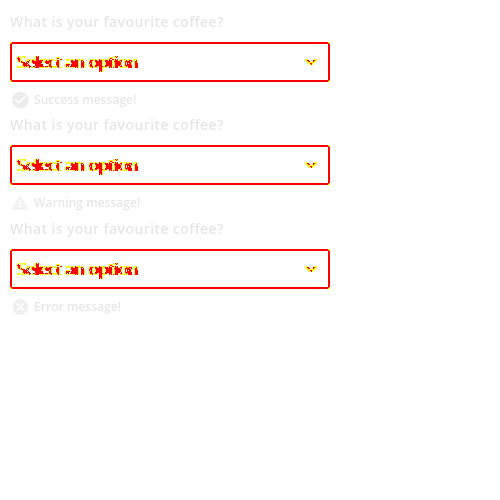 What is your favourite coffee?
Select an option
Success message!
What is your favourite coffee?
Select an option
Warning message!
What is your favourite coffee?
Select an option
Error message!